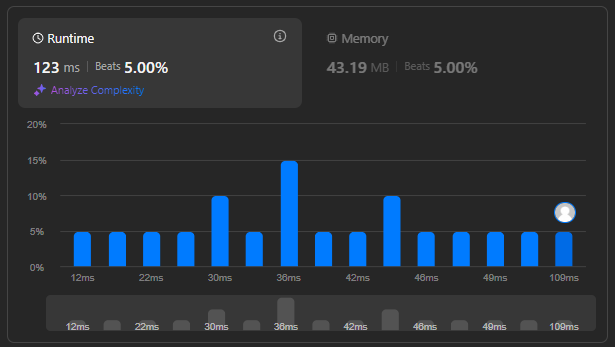 Runtime
123 ms Beats 5.00%
Analyze Complexity
Memory
43.19 MB Beats 5.00%
20%
15%
10%
5%
0%
12ms 22ms 30ms 36ms 42ms 46ms 49ms 109ms
12ms 22ms 30ms 36ms 42ms 46ms 49ms 109ms